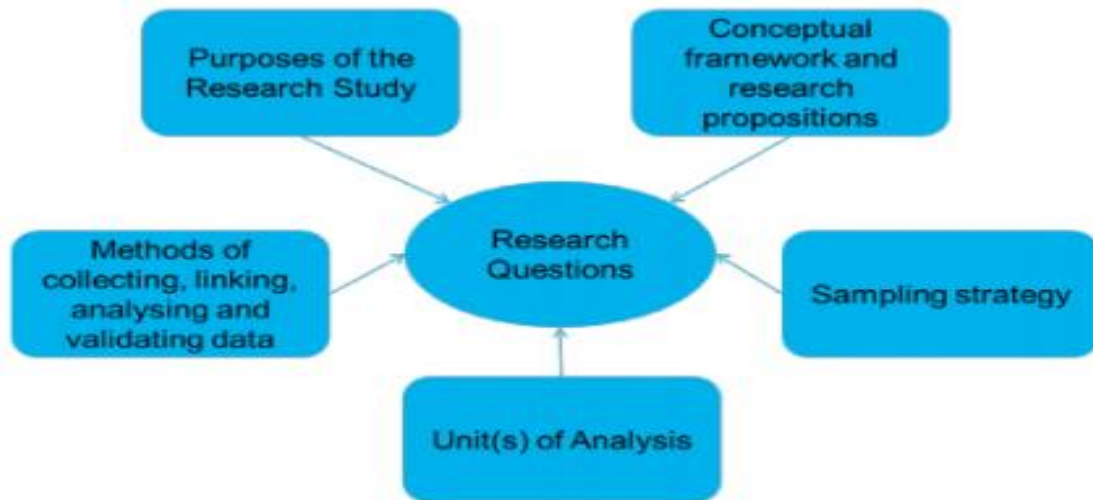 Purposes of the
Research Study
Conceptual
framework and
research
propositions
Research
Questions
Methods of
collecting, linking,
analysing and
validating data
Sampling strategy
Unit(s) of Analysis